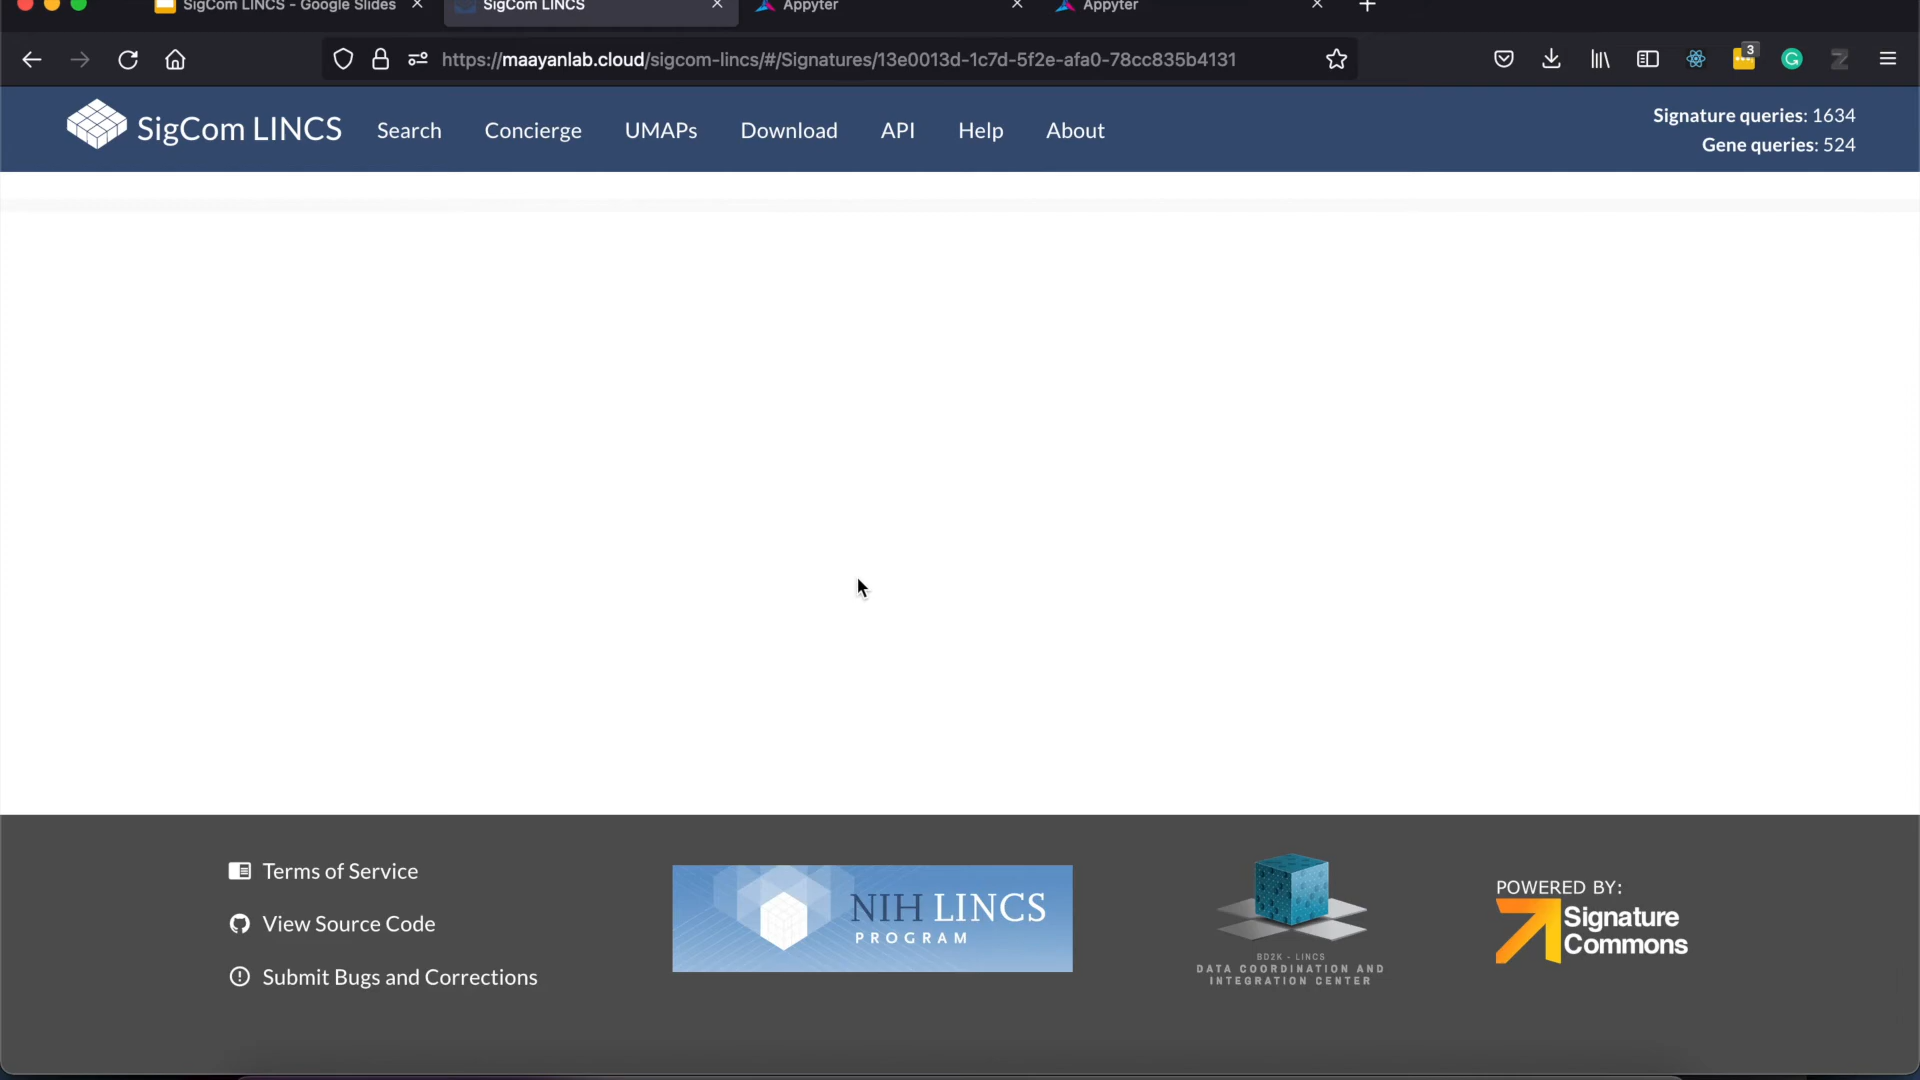 SigCom LINCS - Google Slides
SigCom LINCS
Appyter
Appyter
https://maayanlab.cloud/sigcom-lincs/#/Signatures/13e0013d-1c7d-5f2e-afa0-78cc835b4131
3
SigCom LINCS
Search
Concierge
UMAPs
Download
API
Help
About
Signature queries: 1634
Gene queries: 524
Terms of Service
View Source Code
Submit Bugs and Corrections
NIH LINCS
PROGRAM
BD2K - LINCS
DATA COORDINATION AND
INTEGRATION CENTER
POWERED BY:
Signature
Commons